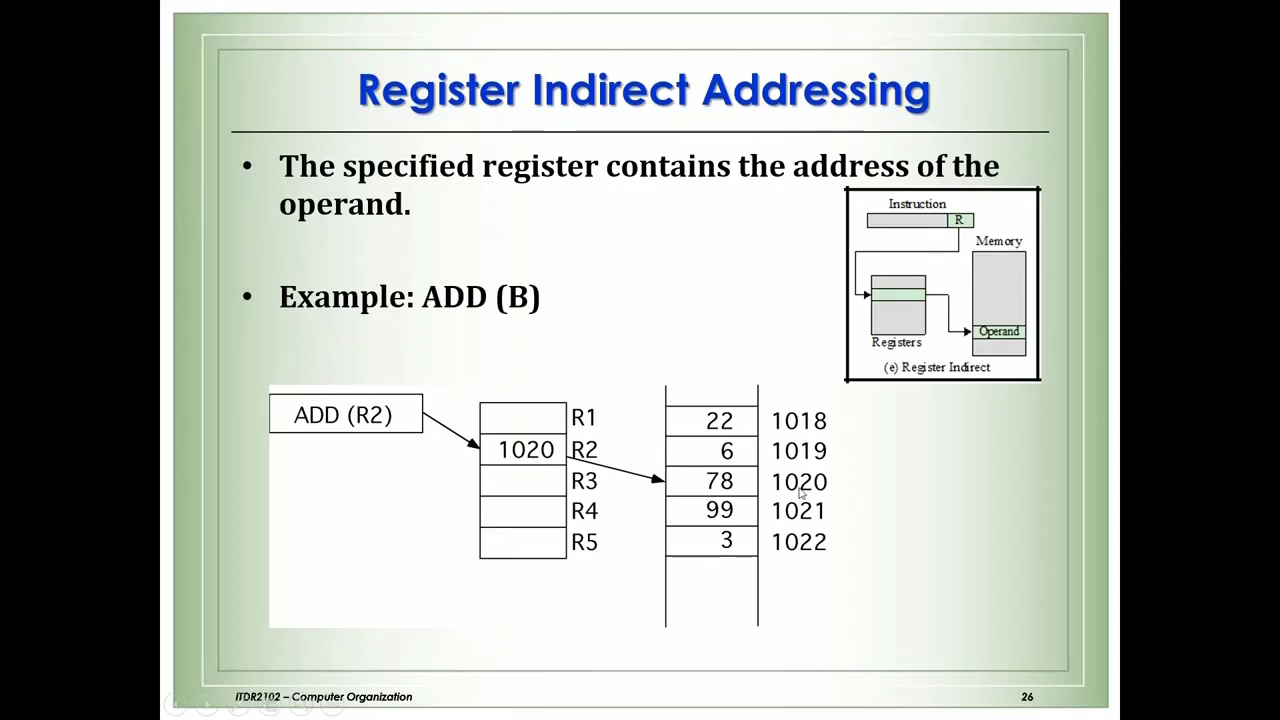 Register Indirect Addressing
• The specified register contains the address of the
operand.
• Example: ADD (B)
Instruction
R
Memory
Operand
Registers
(e) Register Indirect
ADD (R2)
R1
1020 R2
R3
R4
R5
22 1018
6 1019
78 1020
99 1021
3 1022
ITDR2102 – Computer Organization
26